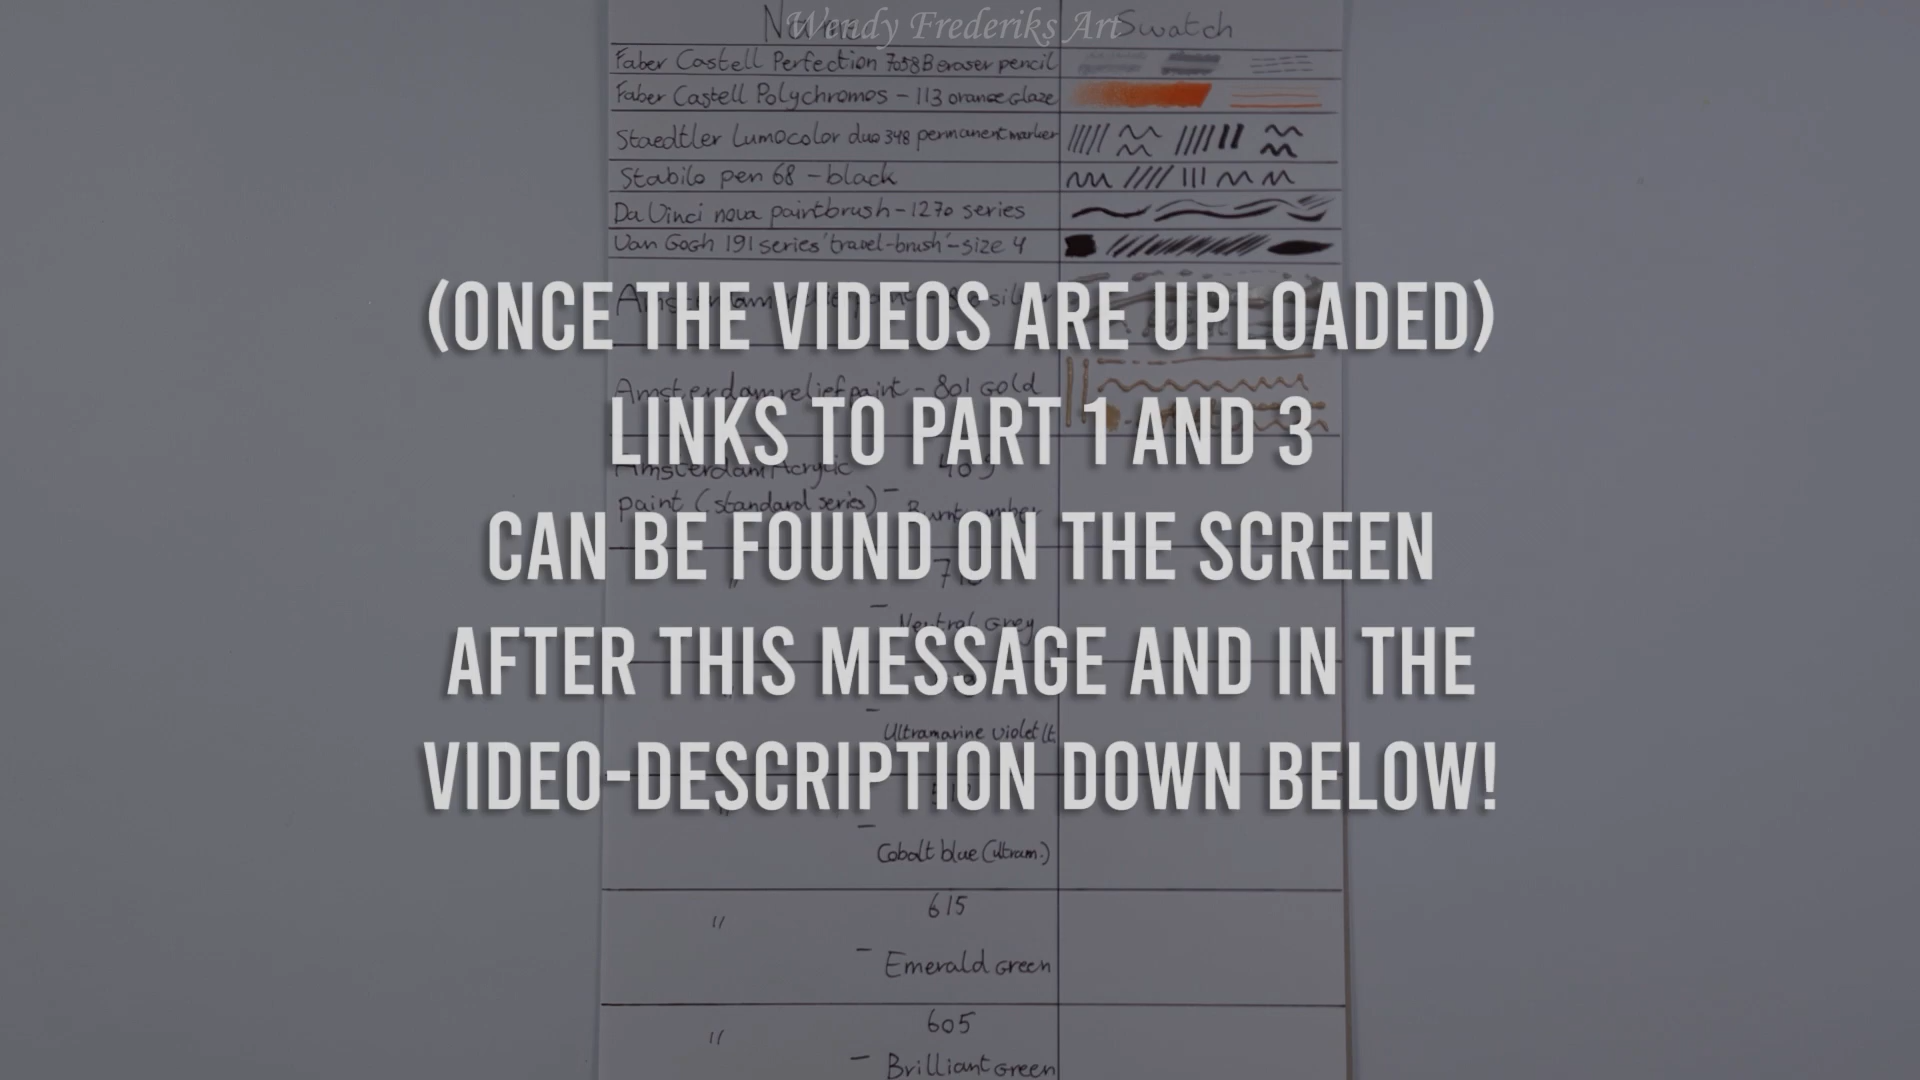 Wendy Frederiks Art
Name Swatch
Faber Castell Perfection 7058B eraser pencil
Faber Castell Polychromos - 113 orange glaze
Staedtler Lumocolor duo 348 permanent marker
Stabilo pen 68 - black
Da Vinci nova paintbrush - 1270 series
Van Gogh 191 series 'travel-brush' - size 4
(ONCE THE VIDEOS ARE UPLOADED)
Amsterdam relief paint - 801 gold
LINKS TO PART 1 AND 3
Amsterdam Acrylic
paint (standard series) - Burnt umber
CAN BE FOUND ON THE SCREEN
- Neutral grey
AFTER THIS MESSAGE AND IN THE
- Ultramarine violet lt.
VIDEO-DESCRIPTION DOWN BELOW!
- Cobalt blue (ultram.)
615
" - Emerald green
605
" - Brilliant green